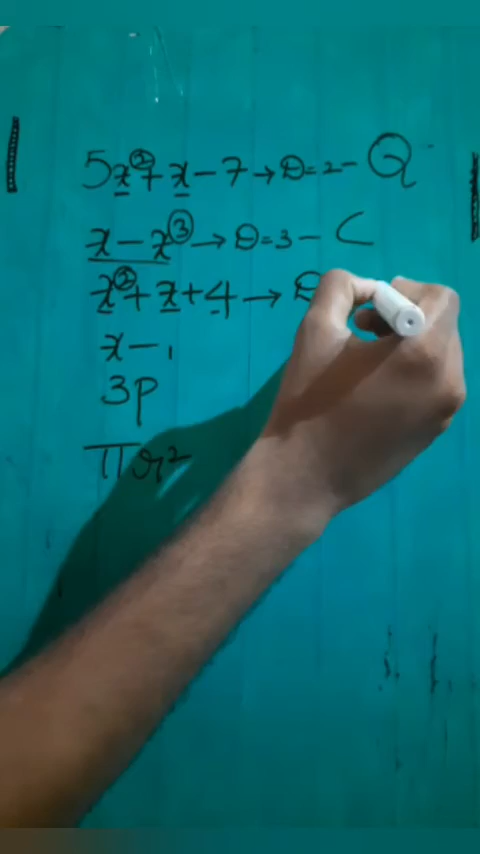 5x²+x-7→D=2-Q
x-x³→D=3-C
x²+x+4→D
x-1
3p
πr²